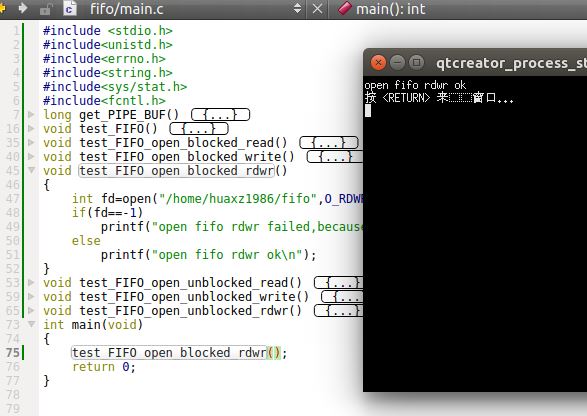 fifo/main.c
main(): int
1 #include <stdio.h>
2 #include<unistd.h>
3 #include<errno.h>
4 #include<string.h>
5 #include<sys/stat.h>
6 #include<fcntl.h>
7 long get_PIPE_BUF() {...}
16 void test_FIFO() {...}
35 void test_FIFO_open_blocked_read() {...}
40 void test_FIFO_open_blocked_write() {...}
45 void test_FIFO_open_blocked_rdwr()
46 {
47 int fd=open("/home/huaxz1986/fifo",O_RDWR
48 if(fd==-1)
49 printf("open fifo rdwr failed,because
50 else
51 printf("open fifo rdwr ok\n");
52 }
53 void test_FIFO_open_unblocked_read() {...}
59 void test_FIFO_open_unblocked_write() {...}
65 void test_FIFO_open_unblocked_rdwr() {...}
73 int main(void)
74 {
75 test_FIFO_open_blocked_rdwr();
76 return 0;
77 }
78
79
qtcreator_process_st
open fifo rdwr ok
按 <RETURN> 来窗口...